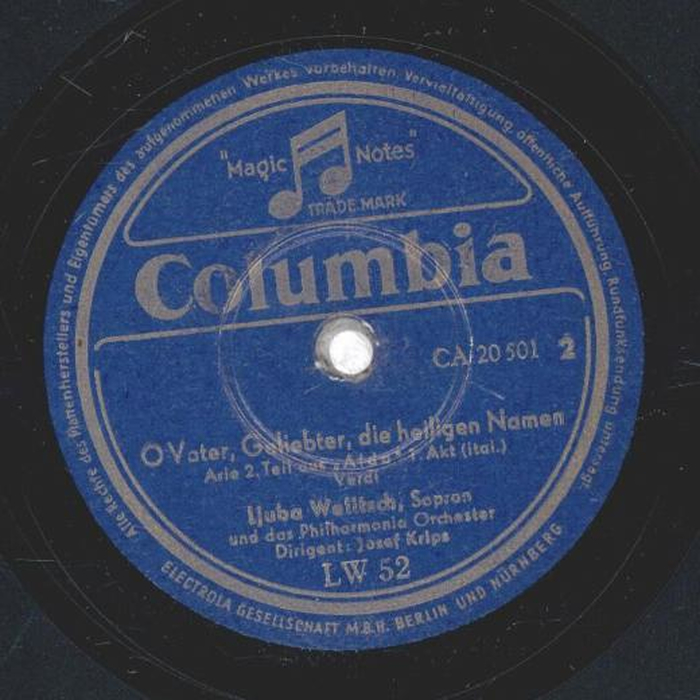 Alle Rechte des Plattenherstellers und Eigentümers des aufgenommenen Werkes vorbehalten. Vervielfältigung, öffentliche Aufführung, Rundfunksendung untersagt.
"Magic Notes"
TRADE MARK
Columbia
CA 20 501 2
O Vater, Geliebter, die heiligen Namen
Arie 2. Teil aus „Aida“ Akt (ital.)
Verdi
Ljuba Welitsch, Sopran
und das Philharmonia Orchester
Dirigent: Josef Krips
LW 52
ELECTROLA GESELLSCHAFT M.B.H. BERLIN UND NÜRNBERG